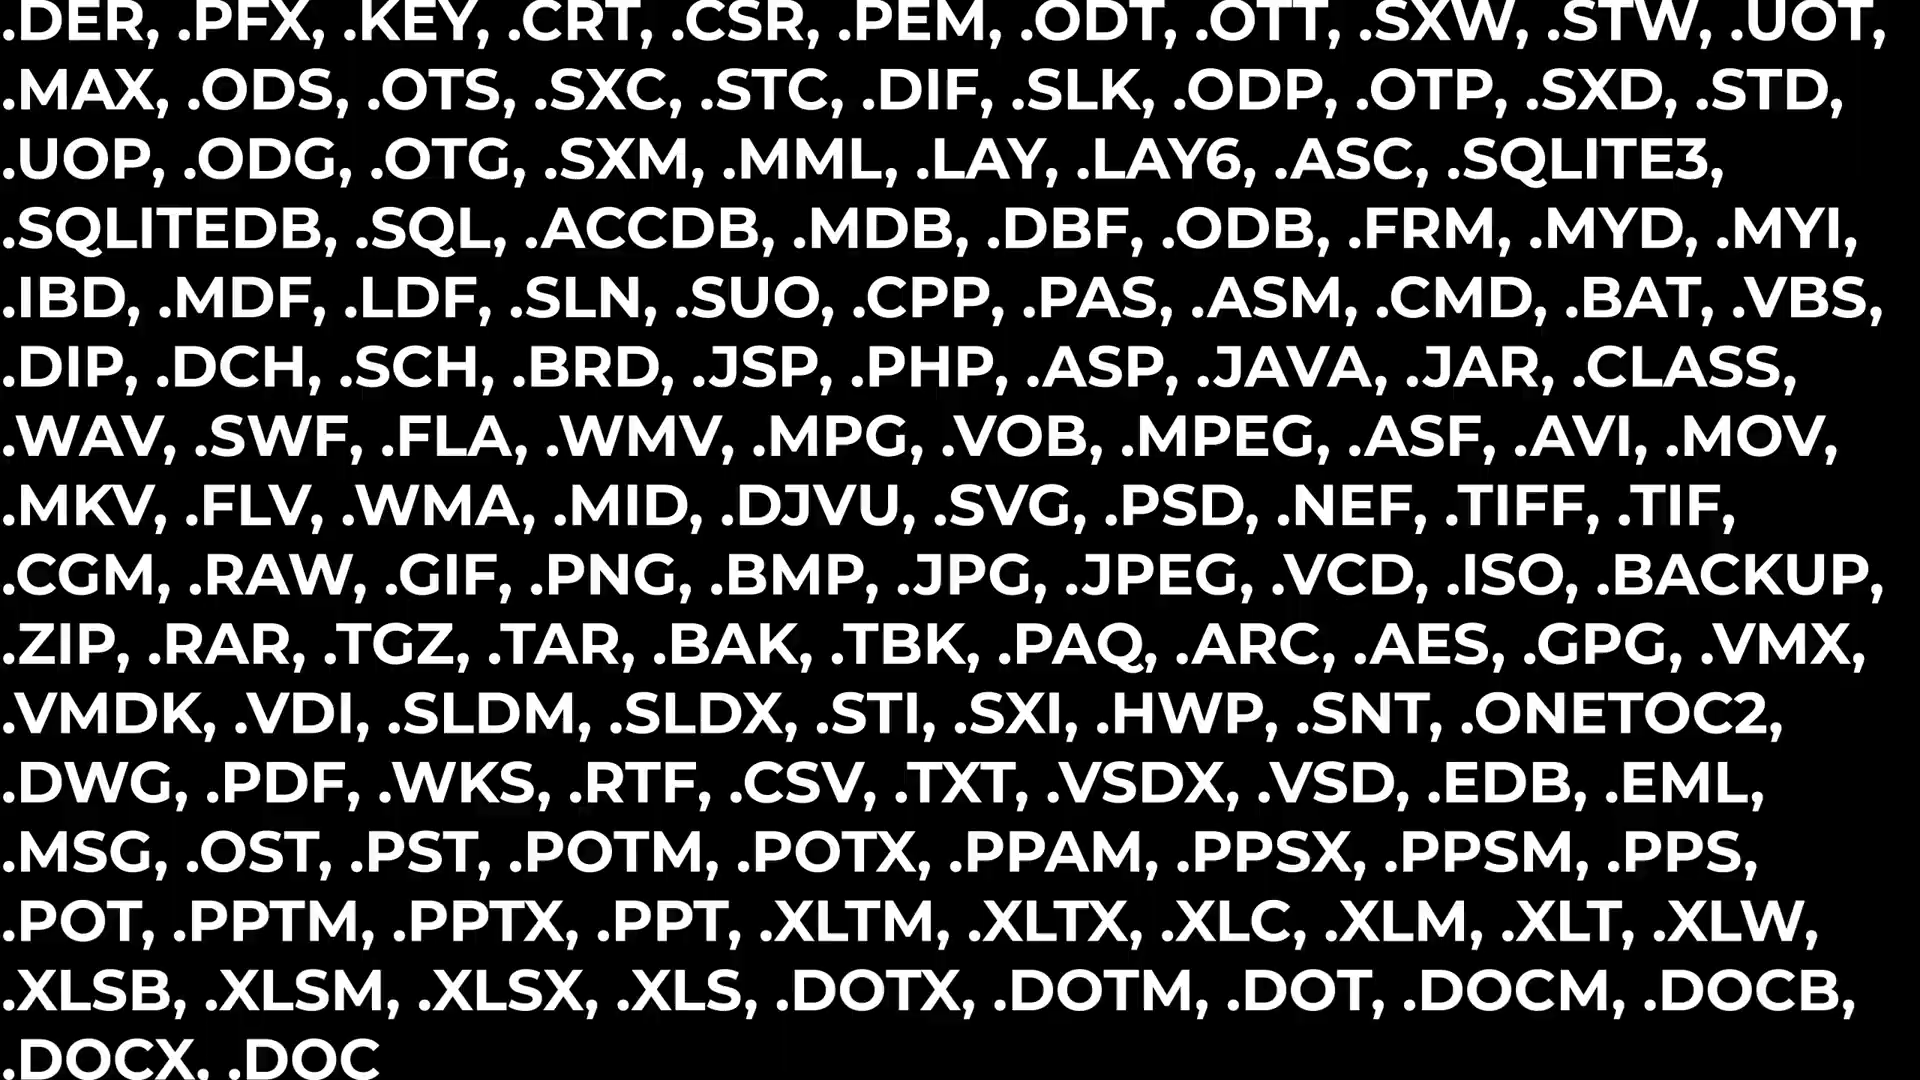 .DER, .PFX, .KEY, .CRT, .CSR, .PEM, .ODT, .OTT, .SXW, .STW, .UOT,
.MAX, .ODS, .OTS, .SXC, .STC, .DIF, .SLK, .ODP, .OTP, .SXD, .STD,
.UOP, .ODG, .OTG, .SXM, .MML, .LAY, .LAY6, .ASC, .SQLITE3,
.SQLITEDB, .SQL, .ACCDB, .MDB, .DBF, .ODB, .FRM, .MYD, .MYI,
.IBD, .MDF, .LDF, .SLN, .SUO, .CPP, .PAS, .ASM, .CMD, .BAT, .VBS,
.DIP, .DCH, .SCH, .BRD, .JSP, .PHP, .ASP, .JAVA, .JAR, .CLASS,
.WAV, .SWF, .FLA, .WMV, .MPG, .VOB, .MPEG, .ASF, .AVI, .MOV,
.MKV, .FLV, .WMA, .MID, .DJVU, .SVG, .PSD, .NEF, .TIFF, .TIF,
.CGM, .RAW, .GIF, .PNG, .BMP, .JPG, .JPEG, .VCD, .ISO, .BACKUP,
.ZIP, .RAR, .TGZ, .TAR, .BAK, .TBK, .PAQ, .ARC, .AES, .GPG, .VMX,
.VMDK, .VDI, .SLDM, .SLDX, .STI, .SXI, .HWP, .SNT, .ONETOC2,
.DWG, .PDF, .WKS, .RTF, .CSV, .TXT, .VSDX, .VSD, .EDB, .EML,
.MSG, .OST, .PST, .POTM, .POTX, .PPAM, .PPSX, .PPSM, .PPS,
.POT, .PPTM, .PPTX, .PPT, .XLTM, .XLTX, .XLC, .XLM, .XLT, .XLW,
.XLSB, .XLSM, .XLSX, .XLS, .DOTX, .DOTM, .DOT, .DOCM, .DOCB,
.DOCX, .DOC